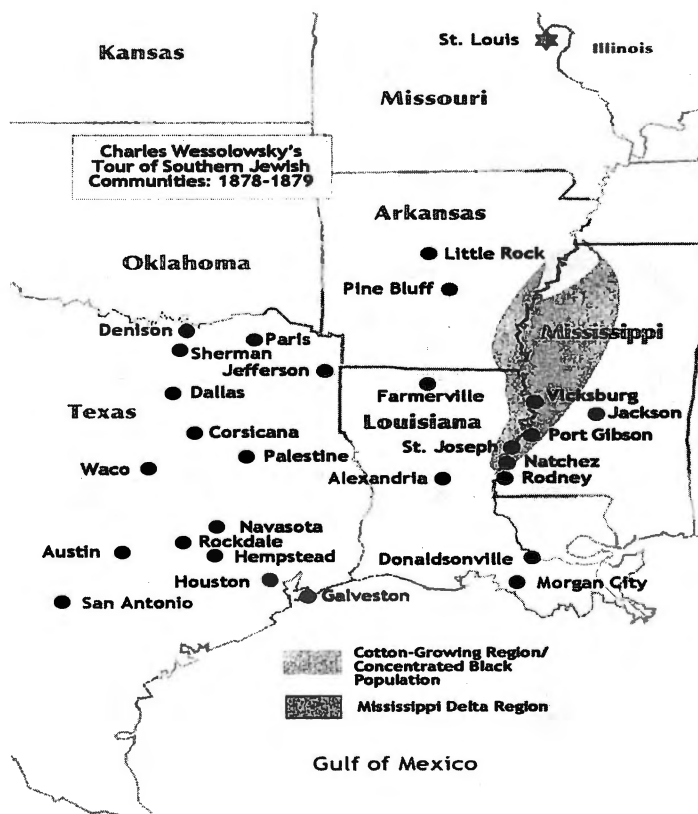 St. Louis
Illinois
Kansas
Missouri
Charles Wessolowsky's
Tour of Southern Jewish
Communities: 1878-1879
Arkansas
Little Rock
Oklahoma
Pine Bluff
Mississippi
Denison
Paris
Sherman
Jefferson
Farmerville
Dallas
Vicksburg
Texas
Louisiana
Jackson
Corsicana
Port Gibson
St. Joseph
Palestine
Natchez
Waco
Alexandria
Rodney
Navasota
Rockdale
Austin
Hempstead
Donaldsonville
Houston
Morgan City
San Antonio
Galveston
Cotton-Growing Region/
Concentrated Black
Population
Mississippi Delta Region
Gulf of Mexico